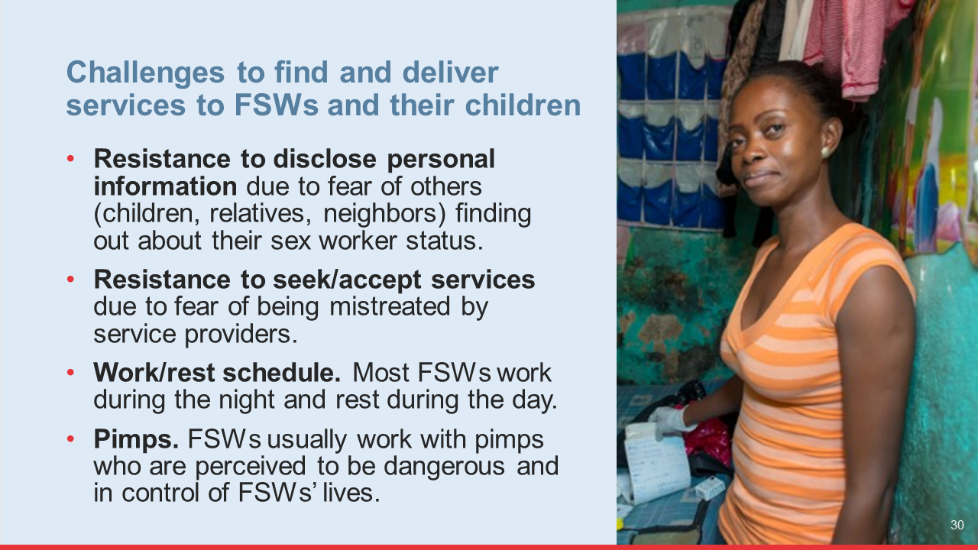 Challenges to find and deliver
services to FSWs and their children
• Resistance to disclose personal
information due to fear of others
(children, relatives, neighbors) finding
out about their sex worker status.
• Resistance to seek/accept services
due to fear of being mistreated by
service providers.
• Work/rest schedule. Most FSWs work
during the night and rest during the day.
• Pimps. FSWs usually work with pimps
who are perceived to be dangerous and
in control of FSWs’ lives.
30